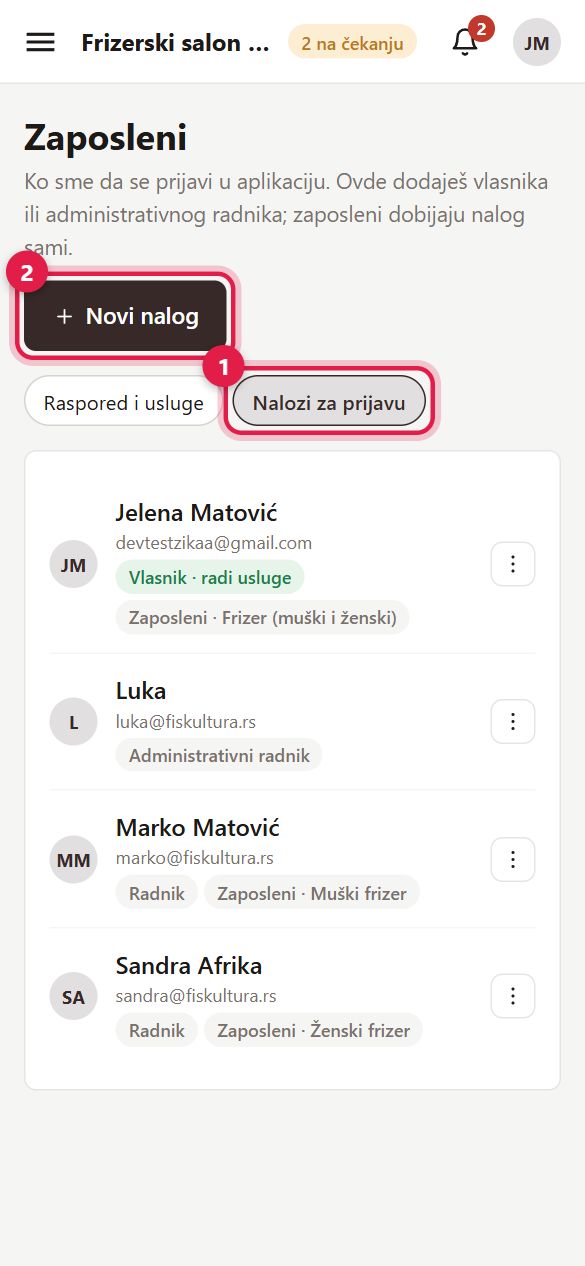 Frizerski salon ...
2 na čekanju
2
JM
Zaposleni
Ko sme da se prijavi u aplikaciju. Ovde dodaješ vlasnika
ili administrativnog radnika; zaposleni dobijaju nalog
sami.
2
+ Novi nalog
1
Raspored i usluge
Nalozi za prijavu
JM
Jelena Matović
devtestzikaa@gmail.com
Vlasnik · radi usluge
Zaposleni · Frizer (muški i ženski)
L
Luka
luka@fiskultura.rs
Administrativni radnik
MM
Marko Matović
marko@fiskultura.rs
Radnik
Zaposleni · Muški frizer
SA
Sandra Afrika
sandra@fiskultura.rs
Radnik
Zaposleni · Ženski frizer